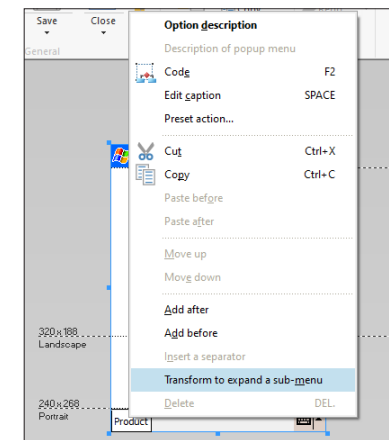 Save Close
General
Option description
Description of popup menu
Code F2
Edit caption SPACE
Preset action...
Cut Ctrl+X
Copy Ctrl+C
Paste before
Paste after
Move up
Move down
Add after
Add before
Insert a separator
320 x 188
Landscape
Transform to expand a sub-menu
240 x 268
Delete DEL.
Portrait
Product